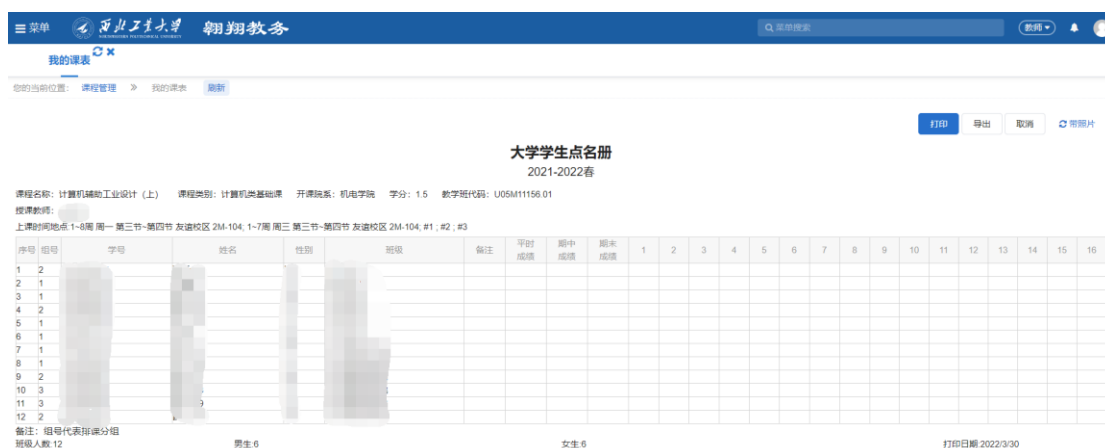 菜单 西北工业大学 NORTHWESTERN POLYTECHNICAL UNIVERSITY 翱翔教务 菜单搜索 教师
我的课表
您的当前位置: 课程管理 » 我的课表 刷新
打印 导出 取消 带照片
大学学生点名册
2021-2022春
课程名称: 计算机辅助工业设计（上） 课程类别: 计算机类基础课 开课院系: 机电学院 学分: 1.5 教学班代码: U05M11156.01
授课教师:
上课时间地点 1~8周 周一 第三节~第四节 友谊校区 2M-104; 1~7周 周三 第三节~第四节 友谊校区 2M-104; #1 ; #2 ; #3
序号 组号 学号 姓名 性别 班级 备注 平时成绩 期中成绩 期末成绩 1 2 3 4 5 6 7 8 9 10 11 12 13 14 15 16
1 2
2 1
3 1
4 2
5 1
6 1
7 1
8 1
9 2
10 3
11 3
12 2
备注: 组号代表排课分组
班级人数:12 男生:6 女生:6 打印日期:2022/3/30